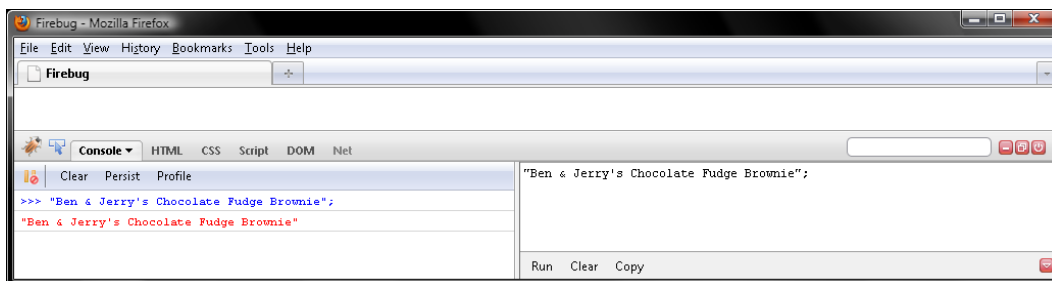 Firebug - Mozilla Firefox
File Edit View History Bookmarks Tools Help
Firebug
Console HTML CSS Script DOM Net
Clear Persist Profile
>>> "Ben & Jerry's Chocolate Fudge Brownie";
"Ben & Jerry's Chocolate Fudge Brownie"
"Ben & Jerry's Chocolate Fudge Brownie";
Run Clear Copy